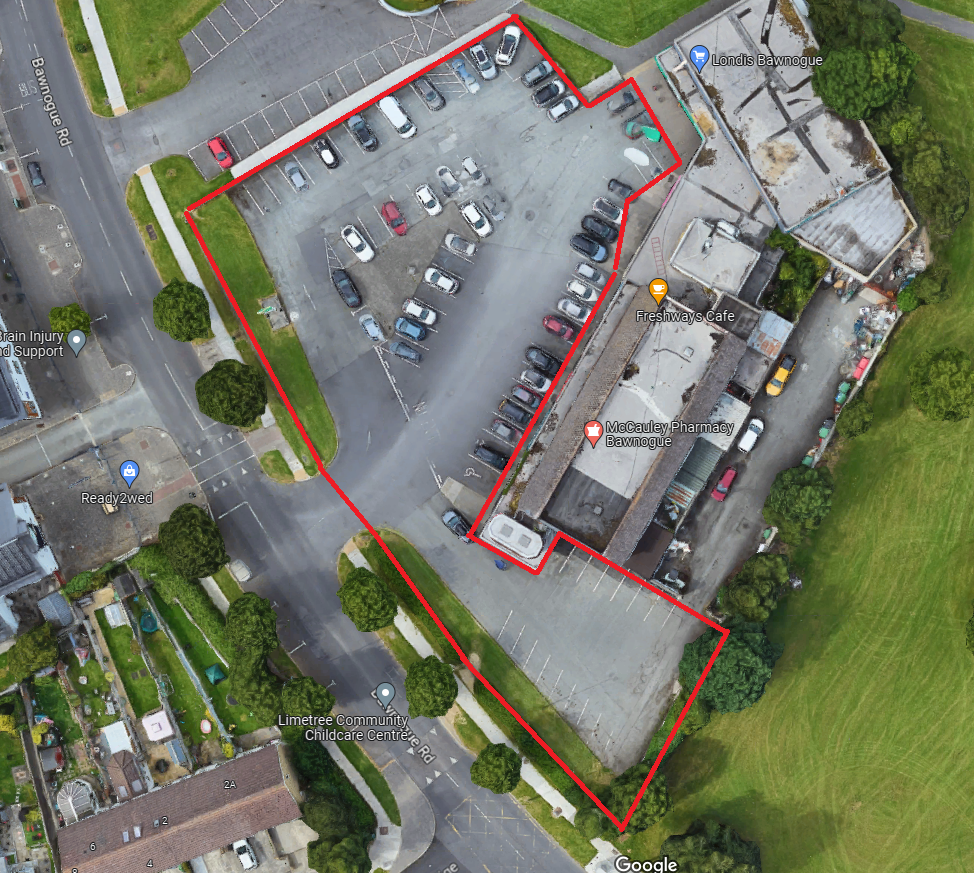 Bawnogue Rd
Londis Bawnogue
Freshways Cafe
Brain Injury
nd Support
McCauley Pharmacy
Bawnogue
Ready2wed
Limetree Community
Childcare Centre
Rd
2A
2
6
4
8
Google